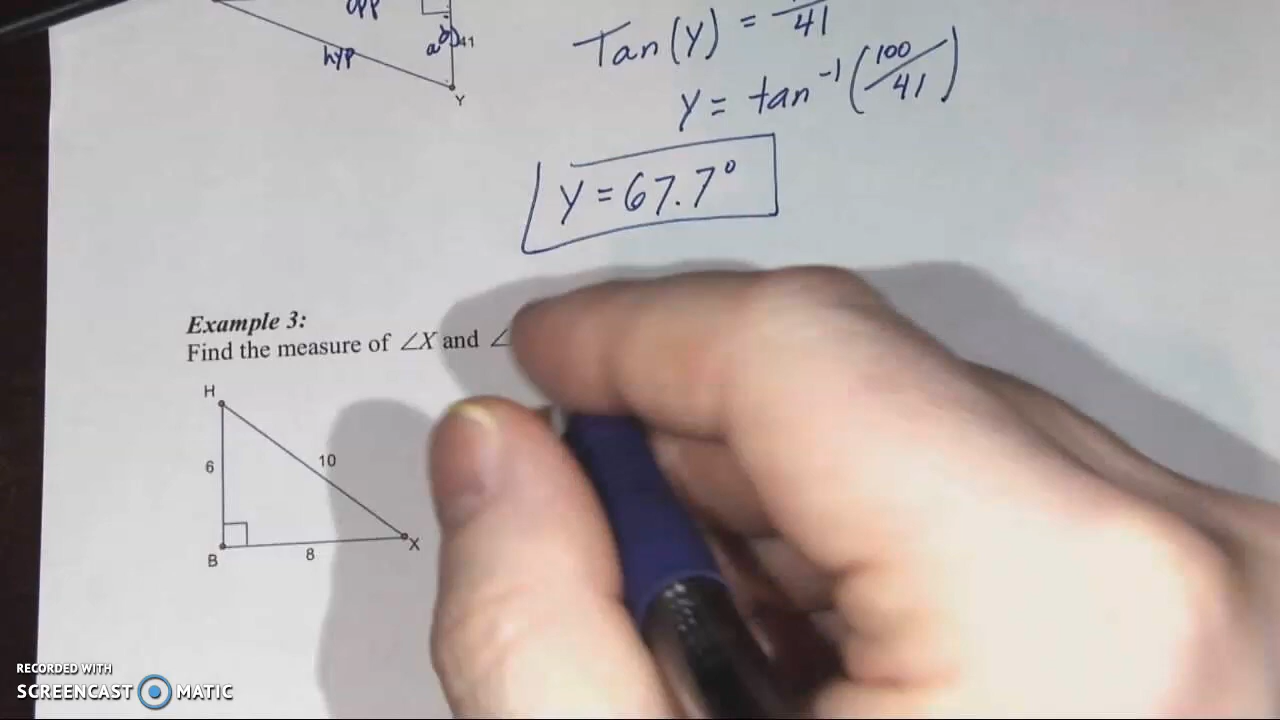 opp
hyp
adj
41
Y
Tan(Y) = /41
Y = tan⁻¹(100/41)
Y = 67.7°
Example 3:
Find the measure of ∠X and ∠
H
6
10
B
8
X
RECORDED WITH
SCREENCAST MATIC